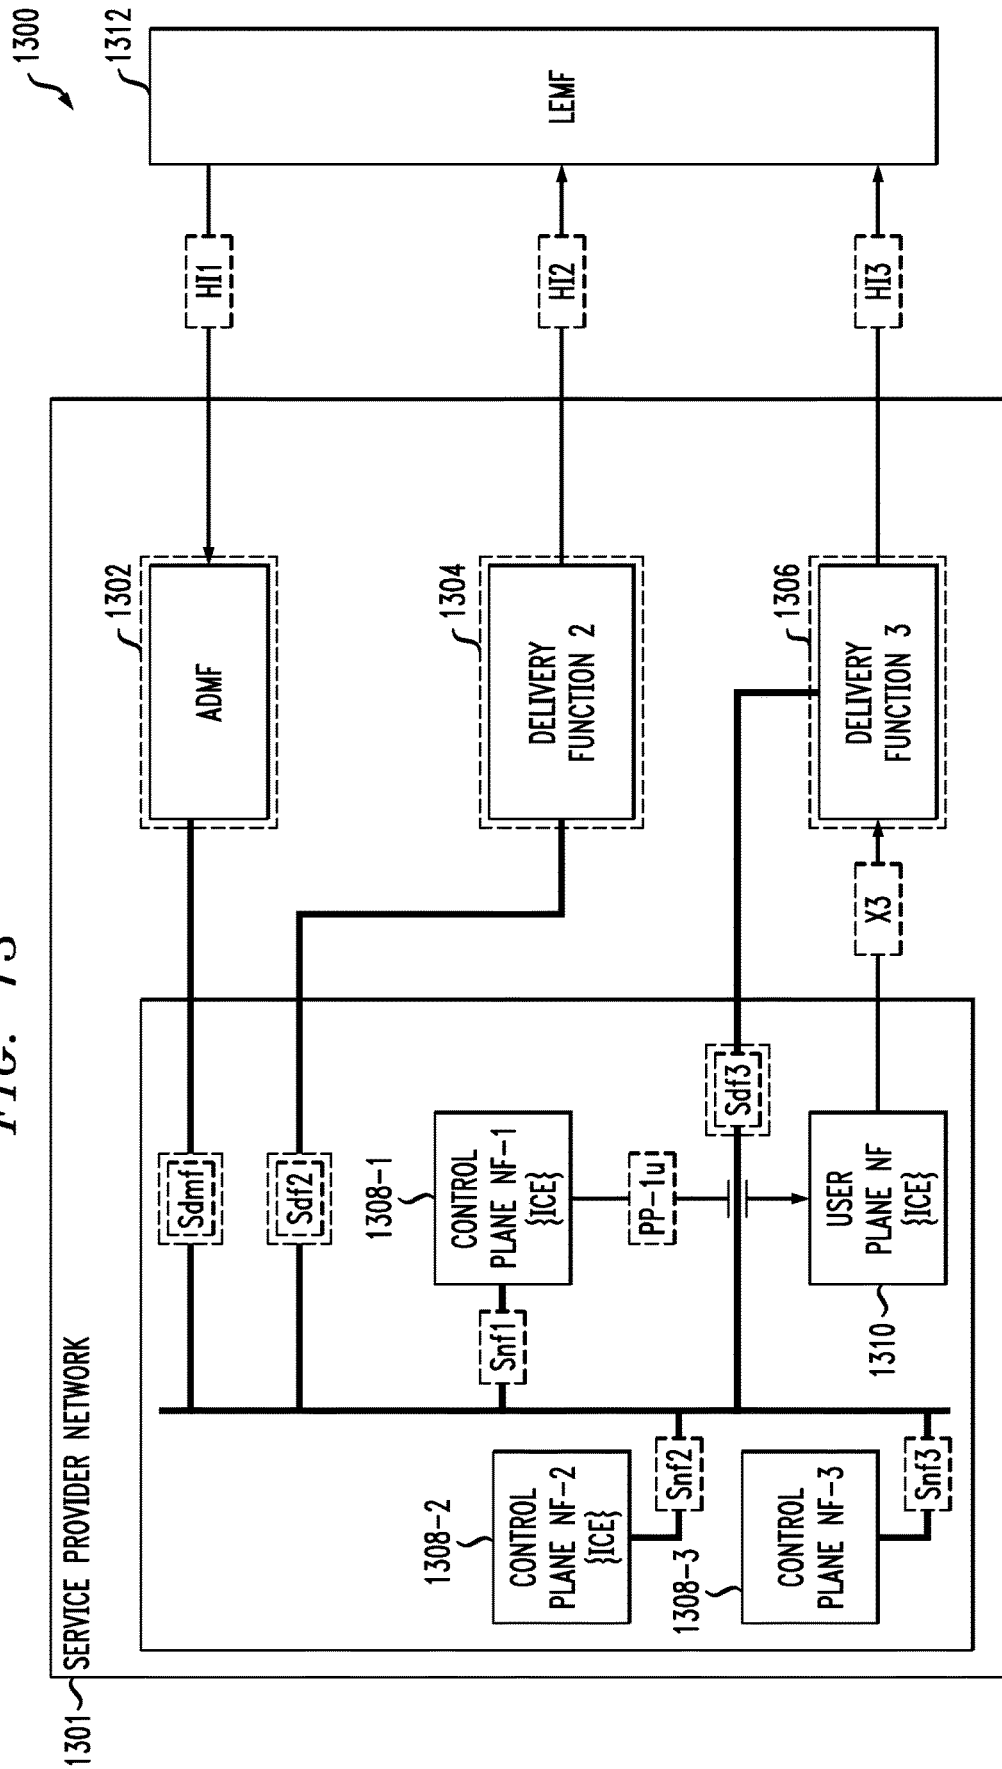 FIG. 13
1300
1301
SERVICE PROVIDER NETWORK
1308-2
CONTROL
PLANE NF-2
{ICE}
Snf2
1308-3
CONTROL
PLANE NF-3
Snf3
Sdmf
Sdf2
Snf1
1308-1
CONTROL
PLANE NF-1
{ICE}
PP-1u
Sdf3
1310
USER
PLANE NF
{ICE}
X3
1302
ADMF
1304
DELIVERY
FUNCTION 2
1306
DELIVERY
FUNCTION 3
HI1
HI2
HI3
1312
LEMF